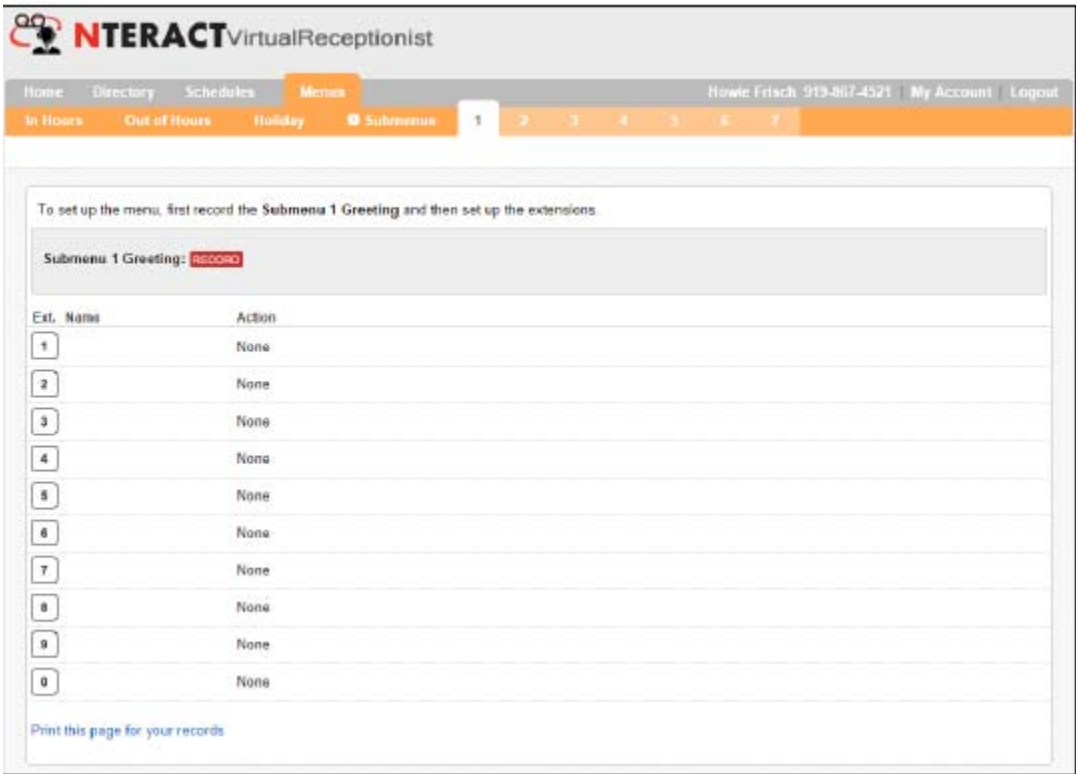 NTERACTVirtualReceptionist
Home Directory Schedules Menus Howie Frisch 919-867-4521 My Account Logout
In Hours Out of Hours Holiday Submenus 1 2 3 4 5 6 7
To set up the menu, first record the Submenu 1 Greeting and then set up the extensions.
Submenu 1 Greeting: RECORD
Ext. Name Action
1 None
2 None
3 None
4 None
5 None
6 None
7 None
8 None
9 None
0 None
Print this page for your records